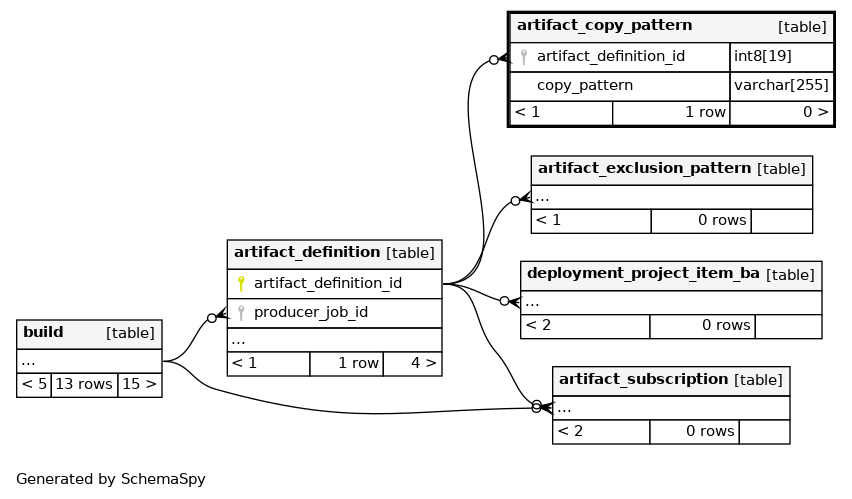 artifact_copy_pattern [table]
artifact_definition_id int8[19]
copy_pattern varchar[255]
< 1 1 row 0 >
artifact_exclusion_pattern [table]
...
< 1 0 rows
artifact_definition [table]
artifact_definition_id
producer_job_id
...
< 1 1 row 4 >
deployment_project_item_ba [table]
...
< 2 0 rows
build [table]
...
< 5 13 rows 15 >
artifact_subscription [table]
...
< 2 0 rows
Generated by SchemaSpy